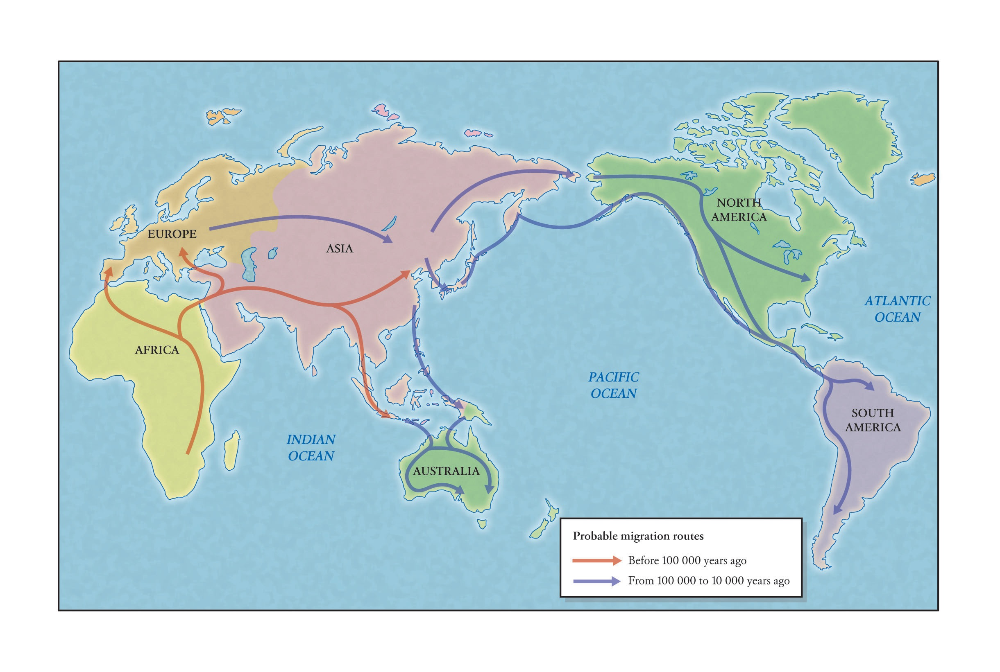 NORTH
AMERICA
EUROPE
ASIA
ATLANTIC
OCEAN
AFRICA
PACIFIC
OCEAN
SOUTH
AMERICA
INDIAN
OCEAN
AUSTRALIA
Probable migration routes
Before 100 000 years ago
From 100 000 to 10 000 years ago